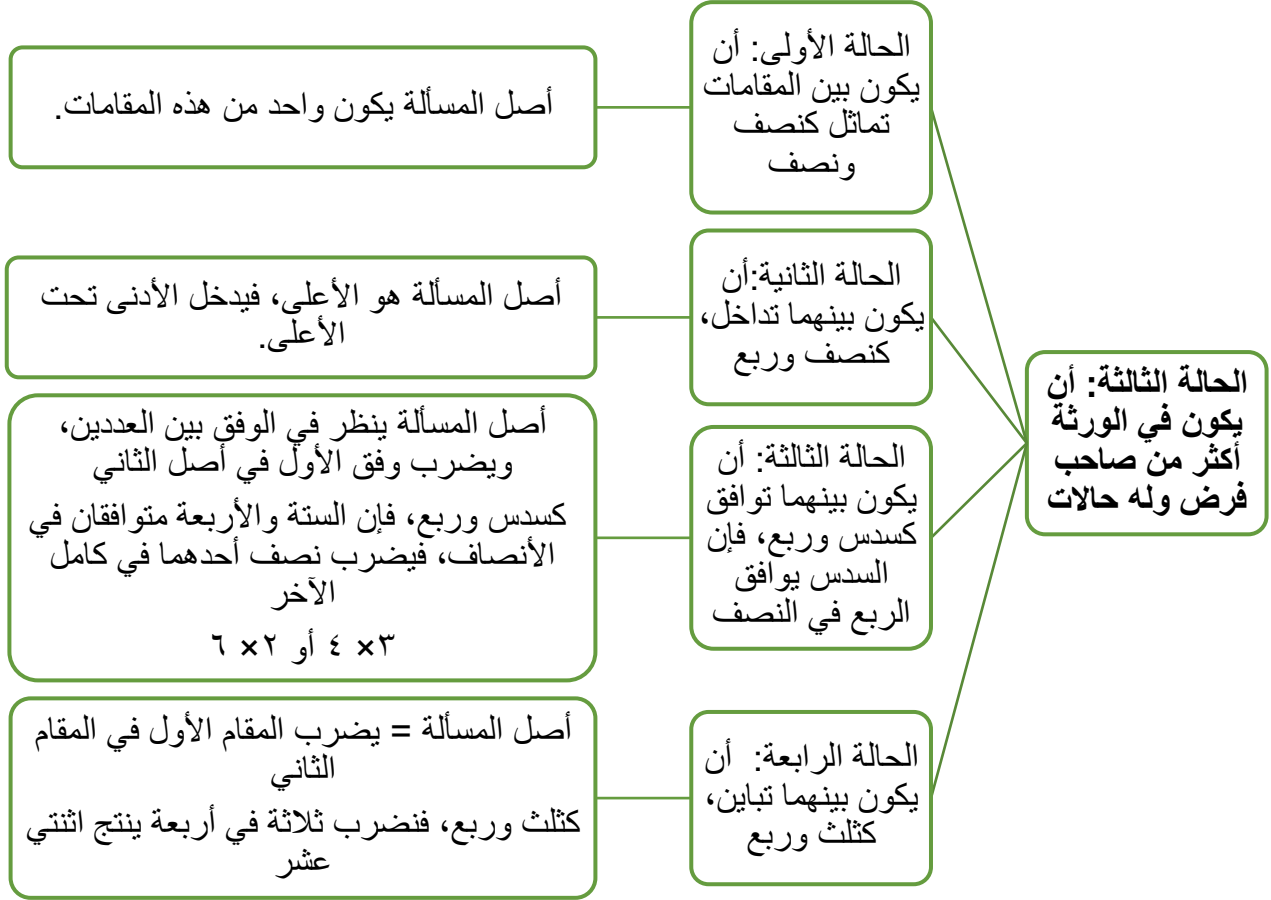 الحالة الثالثة: أن
يكون في الورثة
أكثر من صاحب
فرض وله حالات
الحالة الأولى: أن
يكون بين المقامات
تماثل كنصف
ونصف
أصل المسألة يكون واحد من هذه المقامات.
الحالة الثانية:أن
يكون بينهما تداخل،
كنصف وربع
أصل المسألة هو الأعلى، فيدخل الأدنى تحت
الأعلى.
الحالة الثالثة: أن
يكون بينهما توافق
كسدس وربع، فإن
السدس يوافق
الربع في النصف
أصل المسألة ينظر في الوفق بين العددين،
ويضرب وفق الأول في أصل الثاني
كسدس وربع، فإن الستة والأربعة متوافقان في
الأنصاف، فيضرب نصف أحدهما في كامل
الآخر
٣× ٤ أو ٢× ٦
الحالة الرابعة: أن
يكون بينهما تباين،
كثلث وربع
أصل المسألة = يضرب المقام الأول في المقام
الثاني
كثلث وربع، فنضرب ثلاثة في أربعة ينتج اثنتي
عشر